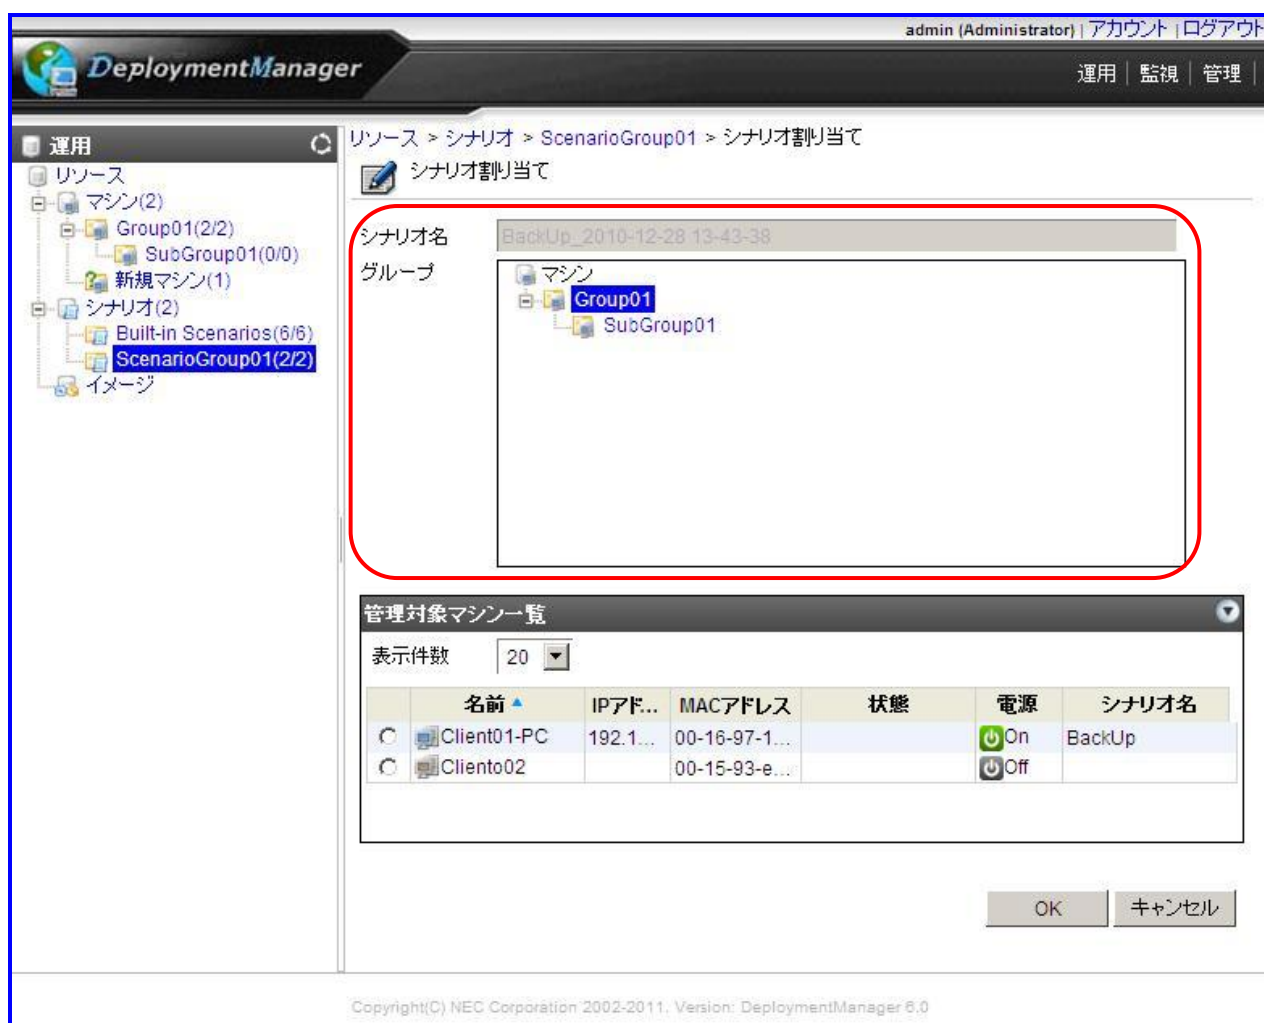 admin (Administrator) | アカウント | ログアウト
DeploymentManager
運用 | 監視 | 管理 |
運用
リソース
マシン(2)
Group01(2/2)
SubGroup01(0/0)
新規マシン(1)
シナリオ(2)
Built-in Scenarios(6/6)
ScenarioGroup01(2/2)
イメージ
リソース > シナリオ > ScenarioGroup01 > シナリオ割り当て
シナリオ割り当て
シナリオ名 BackUp_2010-12-28 13-43-38
グループ
マシン
Group01
SubGroup01
管理対象マシン一覧
表示件数 20
名前 IPアド... MACアドレス 状態 電源 シナリオ名
Client01-PC 192.1... 00-16-97-1... On BackUp
Cliento02 00-15-93-e... Off
OK キャンセル
Copyright(C) NEC Corporation 2002-2011. Version: DeploymentManager 6.0